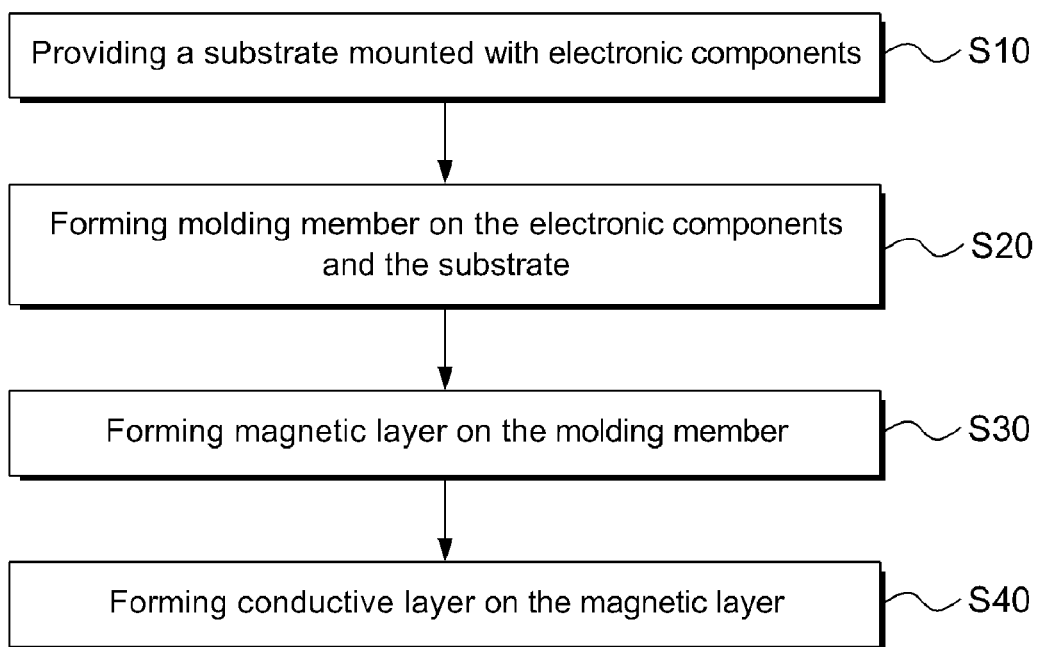 Providing a substrate mounted with electronic components
S10
Forming molding member on the electronic components
and the substrate
S20
Forming magnetic layer on the molding member
S30
Forming conductive layer on the magnetic layer
S40